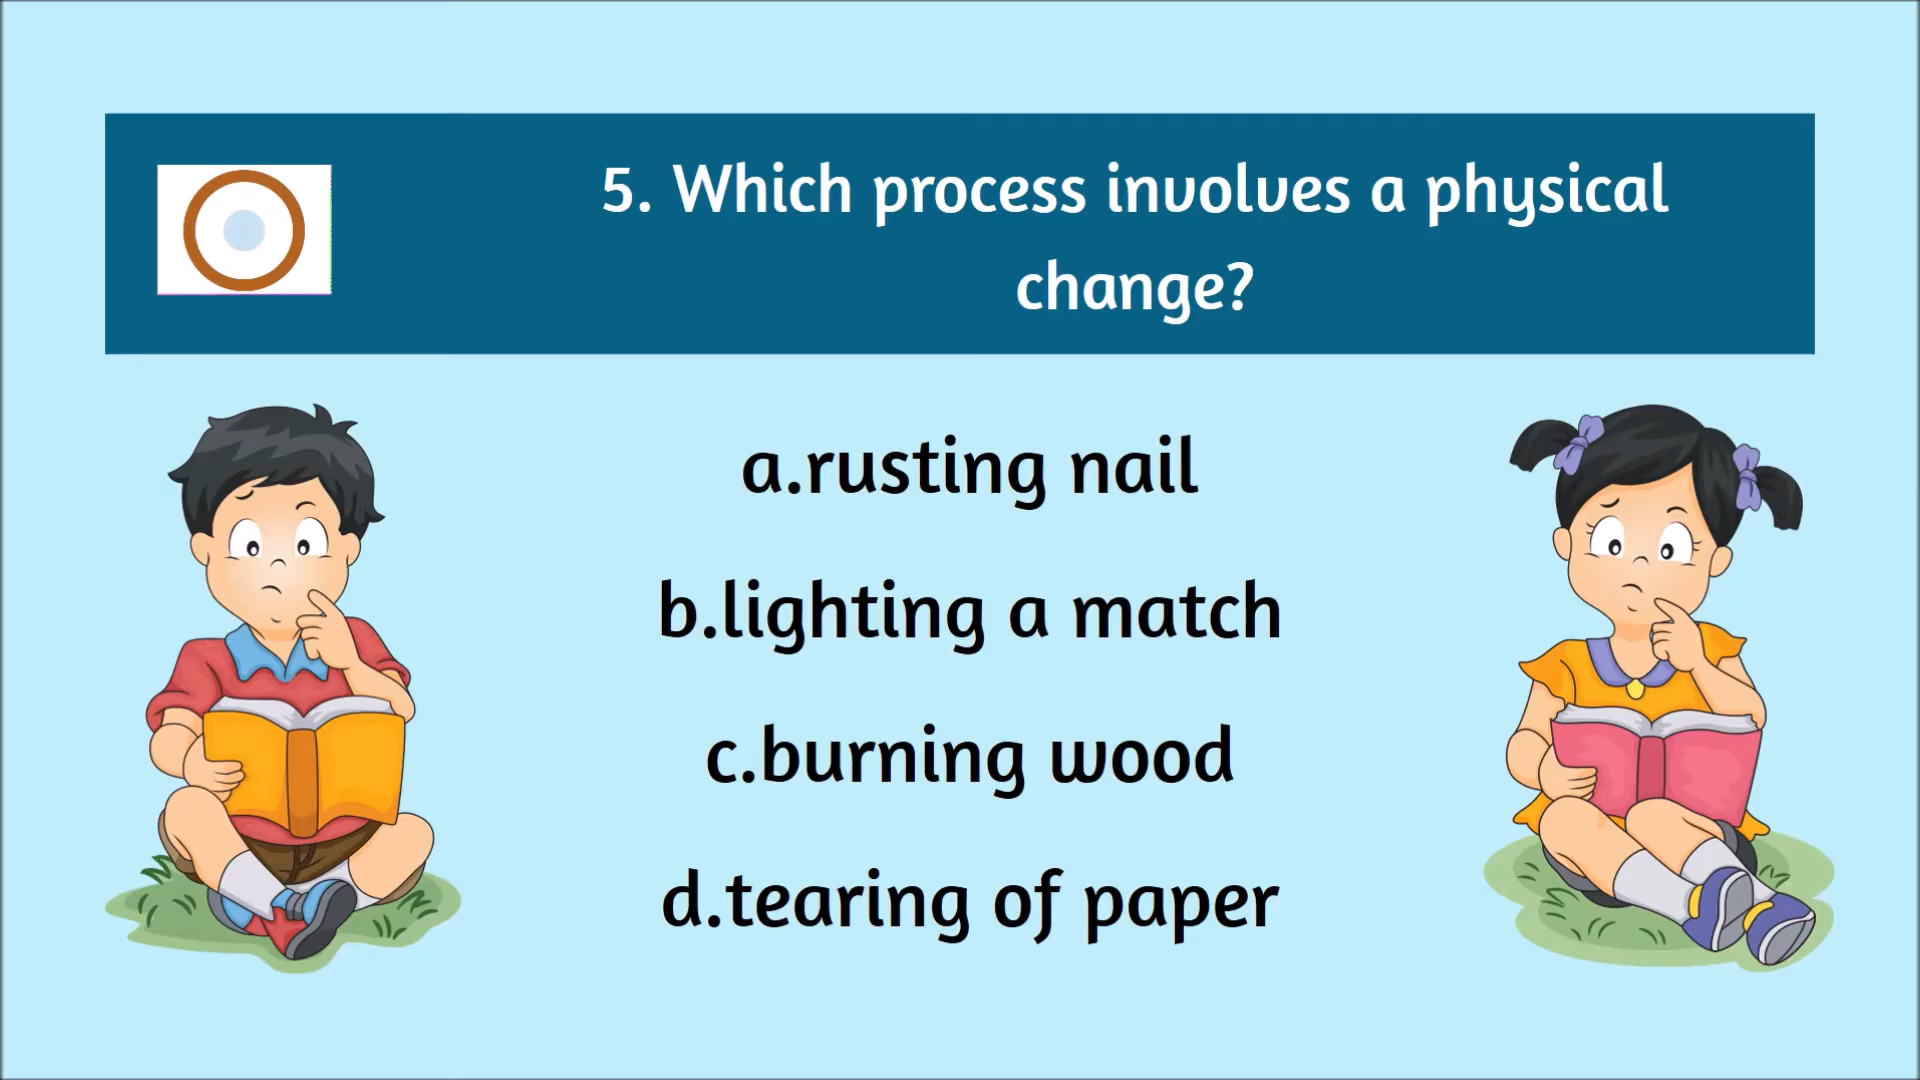 5. Which process involves a physical
change?
a.rusting nail
b.lighting a match
c.burning wood
d.tearing of paper